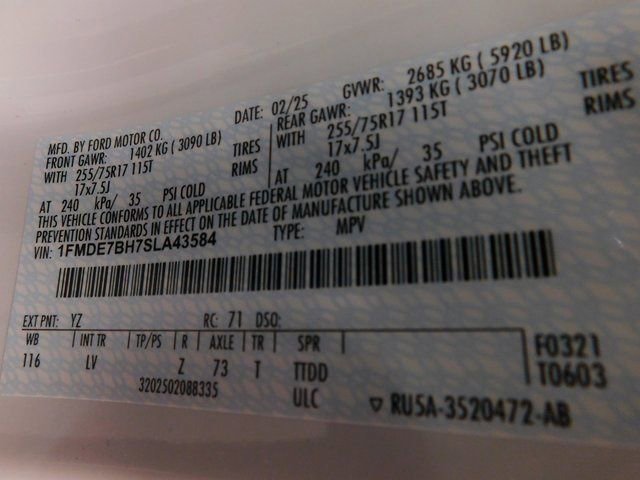 MFD. BY FORD MOTOR CO.
DATE: 02/25 GVWR: 2685 KG ( 5920 LB)
FRONT GAWR: 1402 KG ( 3090 LB) REAR GAWR: 1393 KG ( 3070 LB)
WITH 255/75R17 115T TIRES WITH 255/75R17 115T TIRES
17x7.5J RIMS 17x7.5J RIMS
AT 240 kPa/ 35 PSI COLD AT 240 kPa/ 35 PSI COLD
THIS VEHICLE CONFORMS TO ALL APPLICABLE FEDERAL MOTOR VEHICLE SAFETY AND THEFT
PREVENTION STANDARDS IN EFFECT ON THE DATE OF MANUFACTURE SHOWN ABOVE.
VIN: 1FMDE7BH7SLA43584 TYPE: MPV
EXT PNT: YZ RC: 71 DSO:
WB INT TR TP/PS R AXLE TR SPR
116 LV Z 73 T TTDD
F0321
T0603
3202502088335 ULC
RU5A-3520472-AB